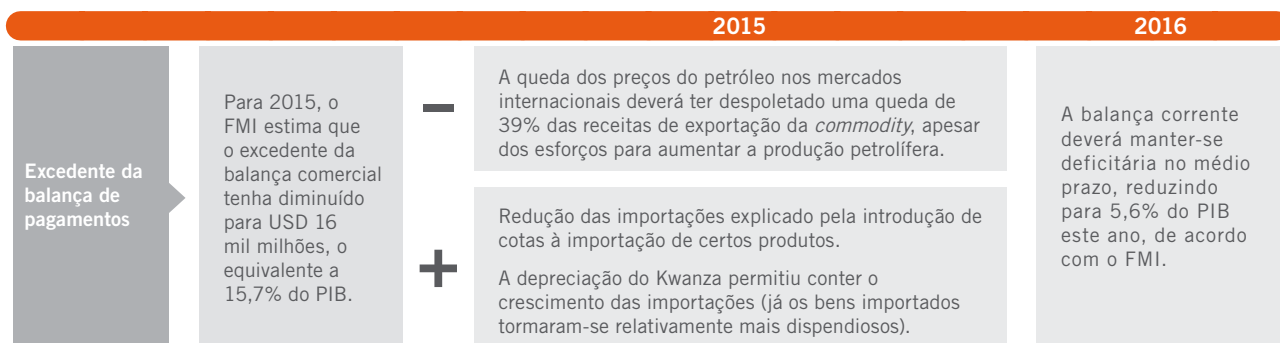 2015
2016
Excedente da
balança de
pagamentos
Para 2015, o
FMI estima que
o excedente da
balança comercial
tenha diminuído
para USD 16
mil milhões, o
equivalente a
15,7% do PIB.
−
A queda dos preços do petróleo nos mercados
internacionais deverá ter despoletado uma queda de
39% das receitas de exportação da commodity, apesar
dos esforços para aumentar a produção petrolífera.
+
Redução das importações explicado pela introdução de
cotas à importação de certos produtos.
A depreciação do Kwanza permitiu conter o
crescimento das importações (já os bens importados
tormaram-se relativamente mais dispendiosos).
A balança corrente
deverá manter-se
deficitária no médio
prazo, reduzindo
para 5,6% do PIB
este ano, de acordo
com o FMI.